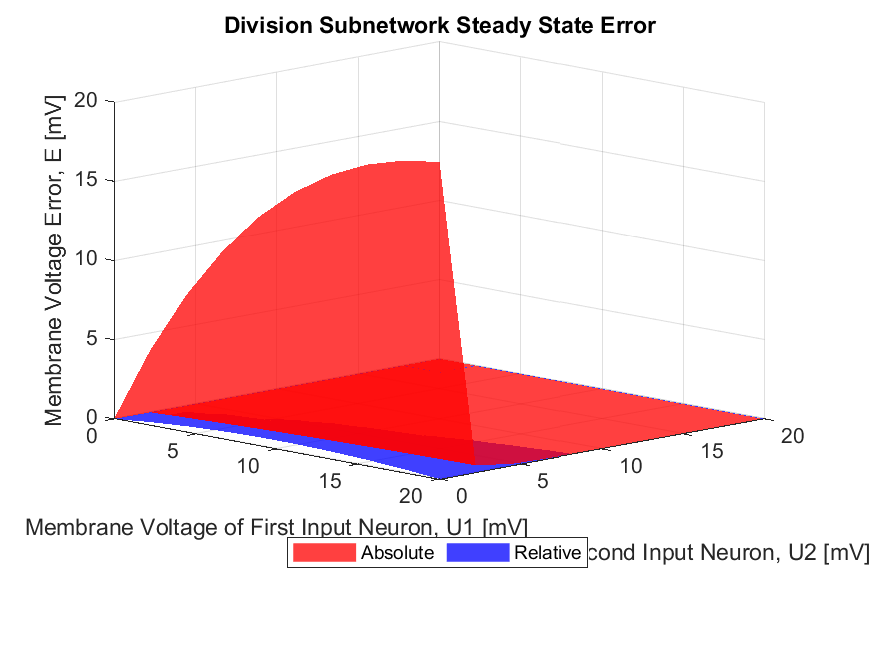 Division Subnetwork Steady State Error
Membrane Voltage Error, E [mV]
20
15
10
5
0
0
5
10
15
20
0
5
10
15
20
Membrane Voltage of First Input Neuron, U1 [mV]
cond Input Neuron, U2 [mV]
Absolute
Relative